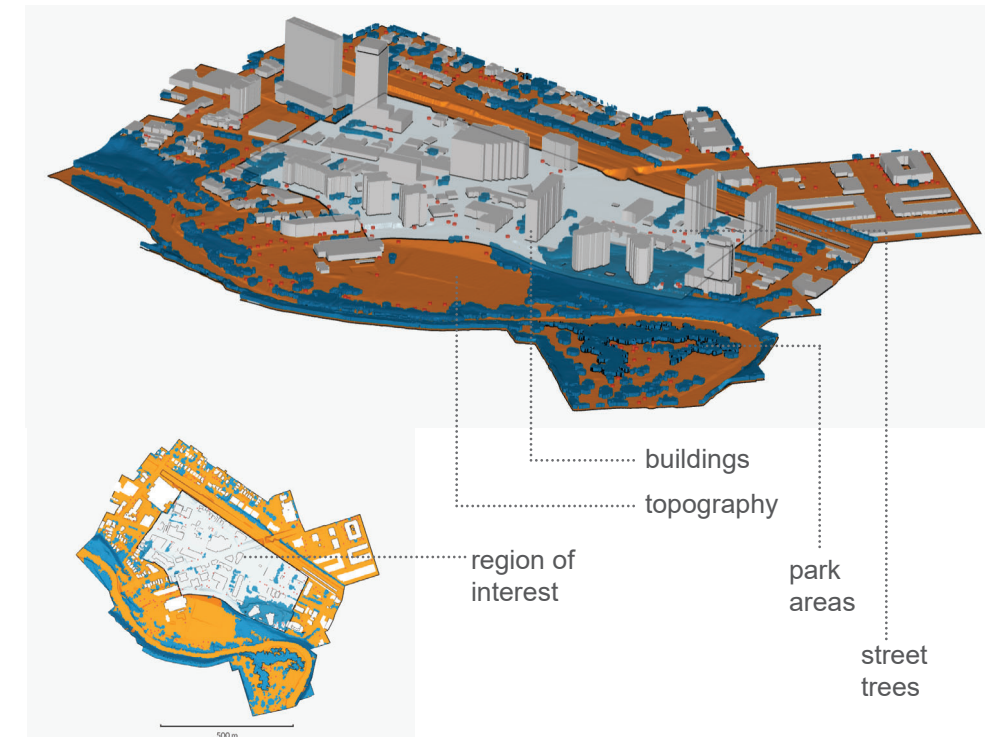 buildings
topography
region of
interest
park
areas
street
trees
500 m